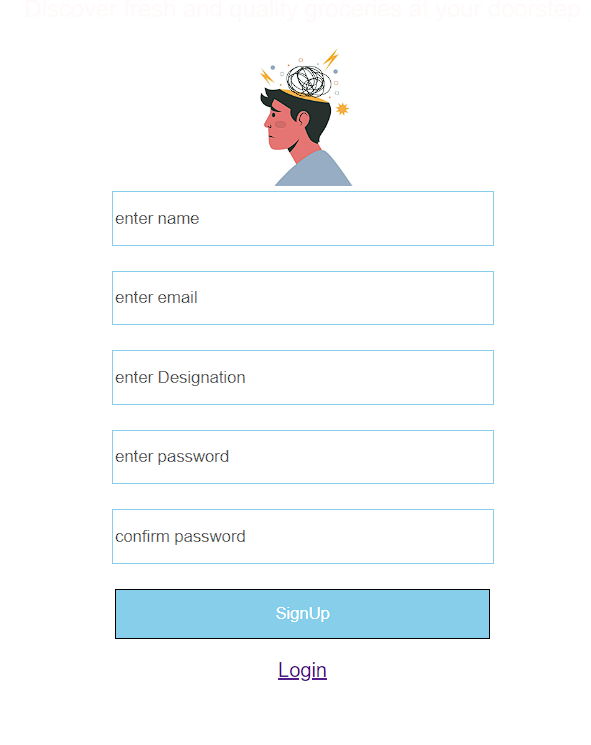 Discover fresh and quality groceries at your doorstep
enter name
enter email
enter Designation
enter password
confirm password
SignUp
Login